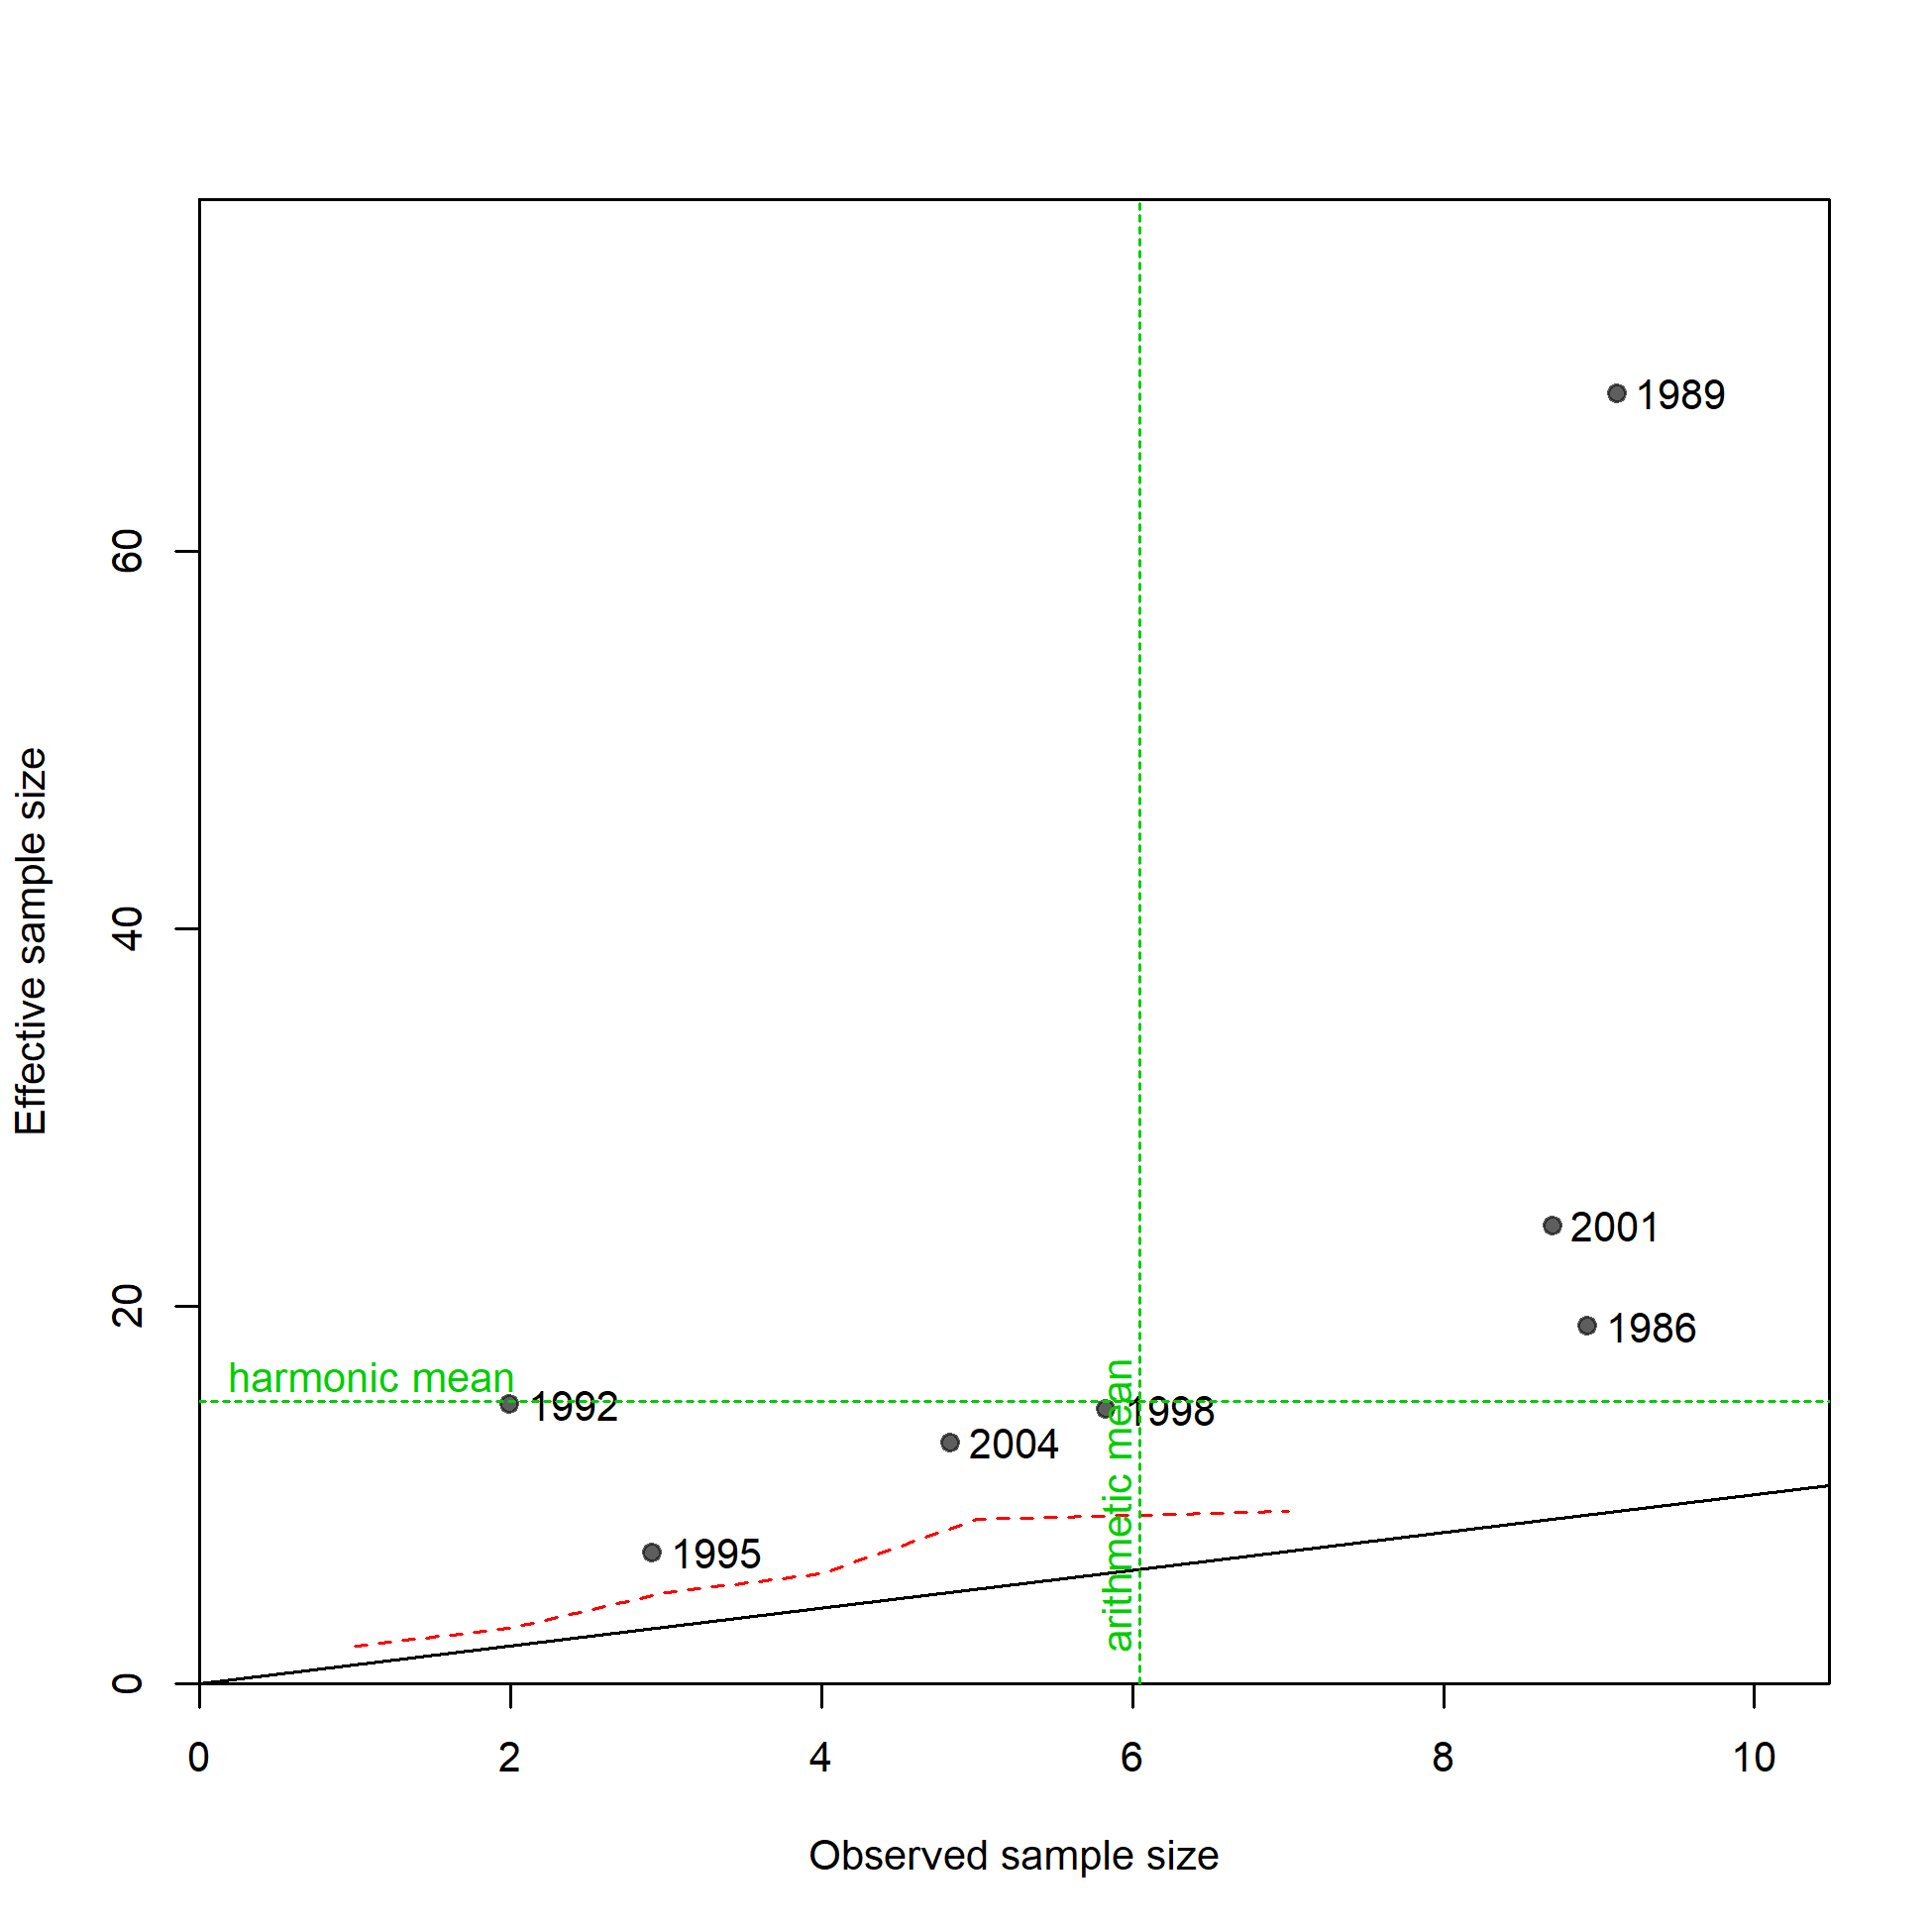 1989
60
Effective sample size
40
2001
20
1986
harmonic mean
1992
1998
2004
arithmetic mean
1995
0
0 2 4 6 8 10
Observed sample size